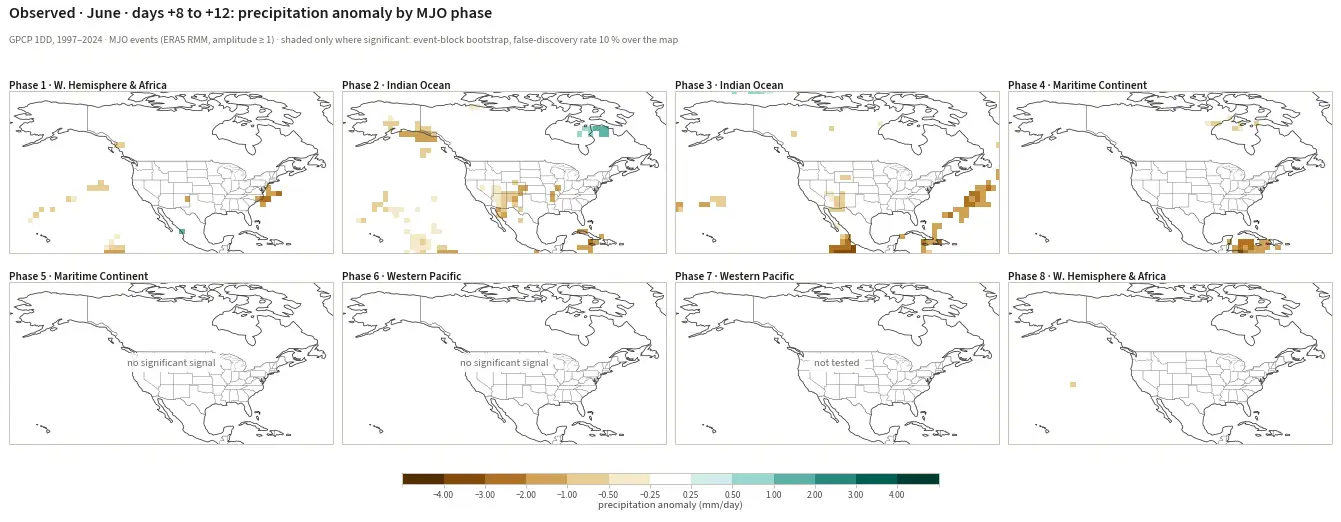 Observed · June · days +8 to +12: precipitation anomaly by MJO phase
GPCP 1DD, 1997–2024 · MJO events (ERA5 RMM, amplitude ≥ 1) · shaded only where significant: event-block bootstrap, false-discovery rate 10 % over the map
Phase 1 · W. Hemisphere & Africa
Phase 2 · Indian Ocean
Phase 3 · Indian Ocean
Phase 4 · Maritime Continent
Phase 5 · Maritime Continent
Phase 6 · Western Pacific
Phase 7 · Western Pacific
Phase 8 · W. Hemisphere & Africa
no significant signal
no significant signal
not tested
−4.00 −3.00 −2.00 −1.00 −0.50 −0.25 0.25 0.50 1.00 2.00 3.00 4.00
precipitation anomaly (mm/day)